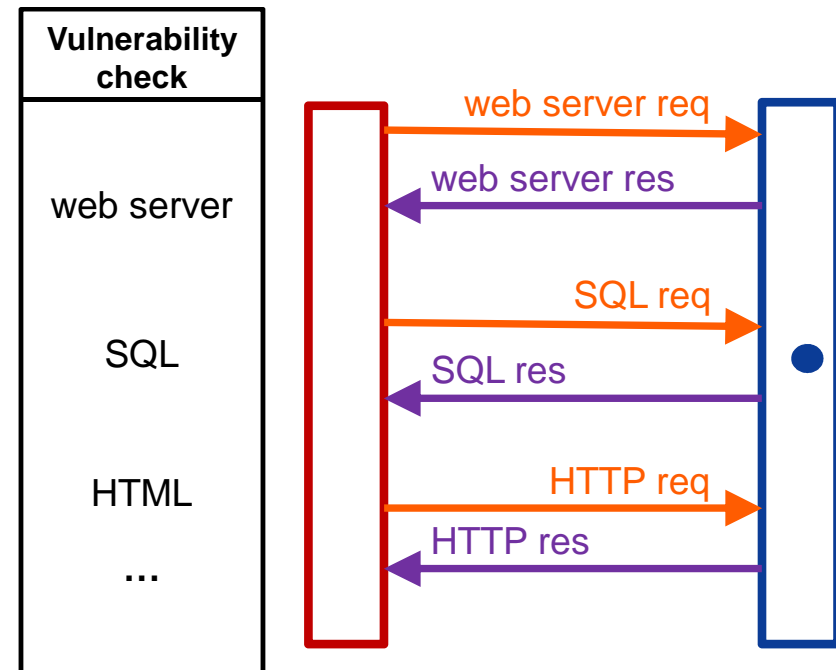 Vulnerability
check
web server req
web server res
web server
SQL req
SQL
SQL res
HTTP req
HTML
HTTP res
...